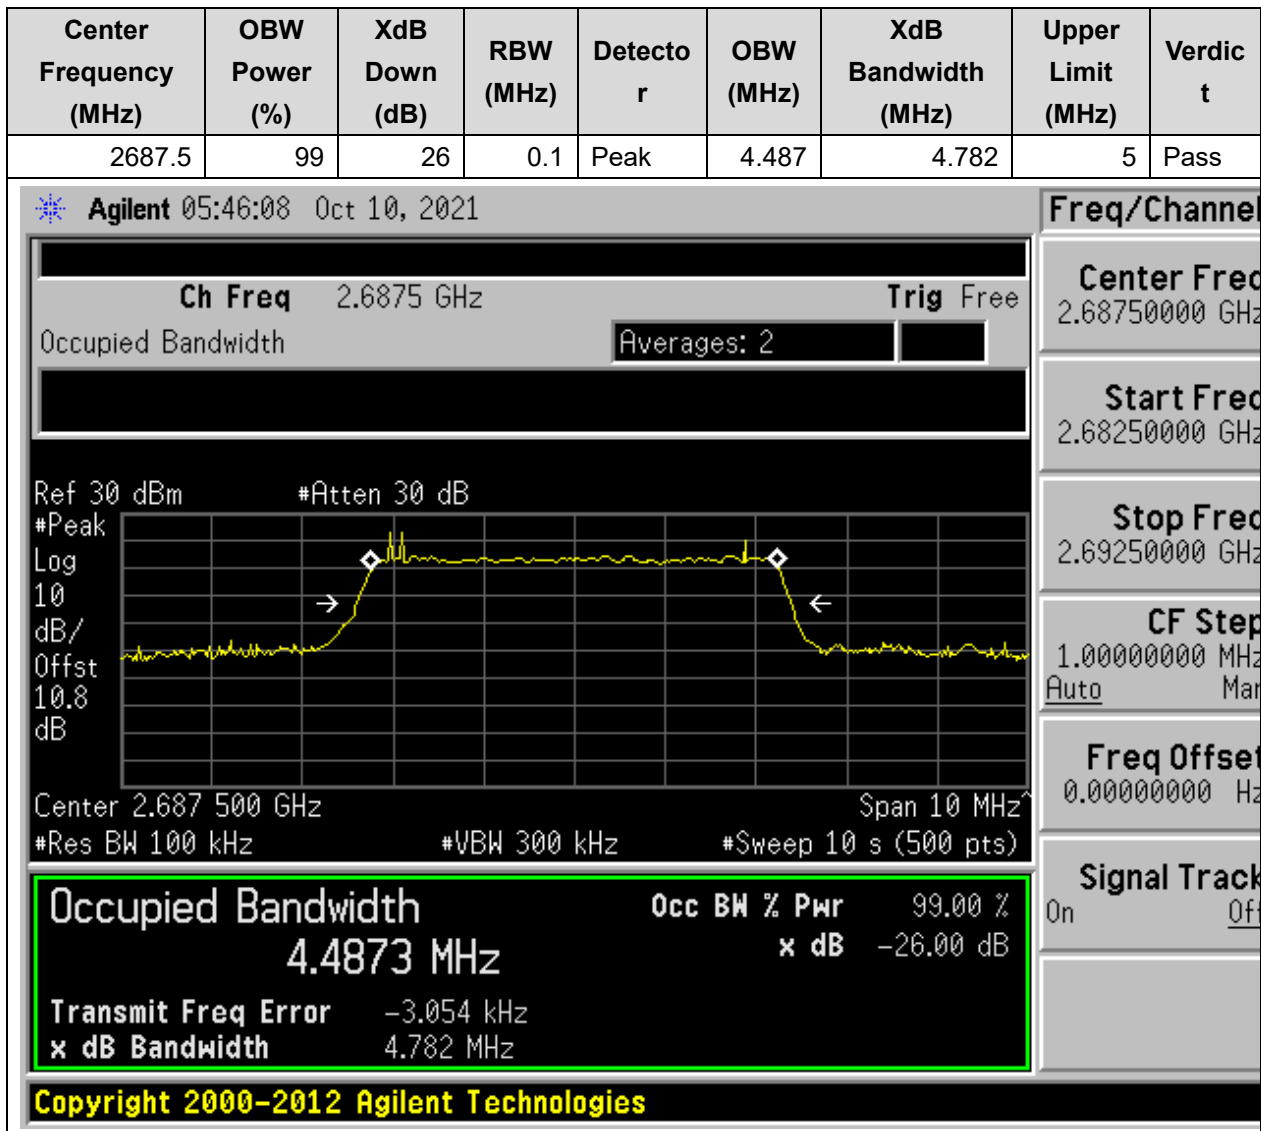 Center Frequency (MHz) OBW Power (%) XdB Down (dB) RBW (MHz) Detecto r OBW (MHz) XdB Bandwidth (MHz) Upper Limit (MHz) Verdic t
2687.5 99 26 0.1 Peak 4.487 4.782 5 Pass
Agilent 05:46:08 Oct 10, 2021
Freq/Channel
Ch Freq 2.6875 GHz Trig Free
Occupied Bandwidth Averages: 2
Center Freq
2.68750000 GHz
Start Freq
2.68250000 GHz
Stop Freq
2.69250000 GHz
CF Step
1.00000000 MHz
Auto Man
Freq Offset
0.00000000 Hz
Signal Track
On Off
Ref 30 dBm #Atten 30 dB
#Peak
Log
10
dB/
Offst
10.8
dB
Center 2.687 500 GHz Span 10 MHz^
#Res BW 100 kHz #VBW 300 kHz #Sweep 10 s (500 pts)
Occupied Bandwidth Occ BW % Pwr 99.00 %
4.4873 MHz x dB -26.00 dB
Transmit Freq Error -3.054 kHz
x dB Bandwidth 4.782 MHz
Copyright 2000-2012 Agilent Technologies